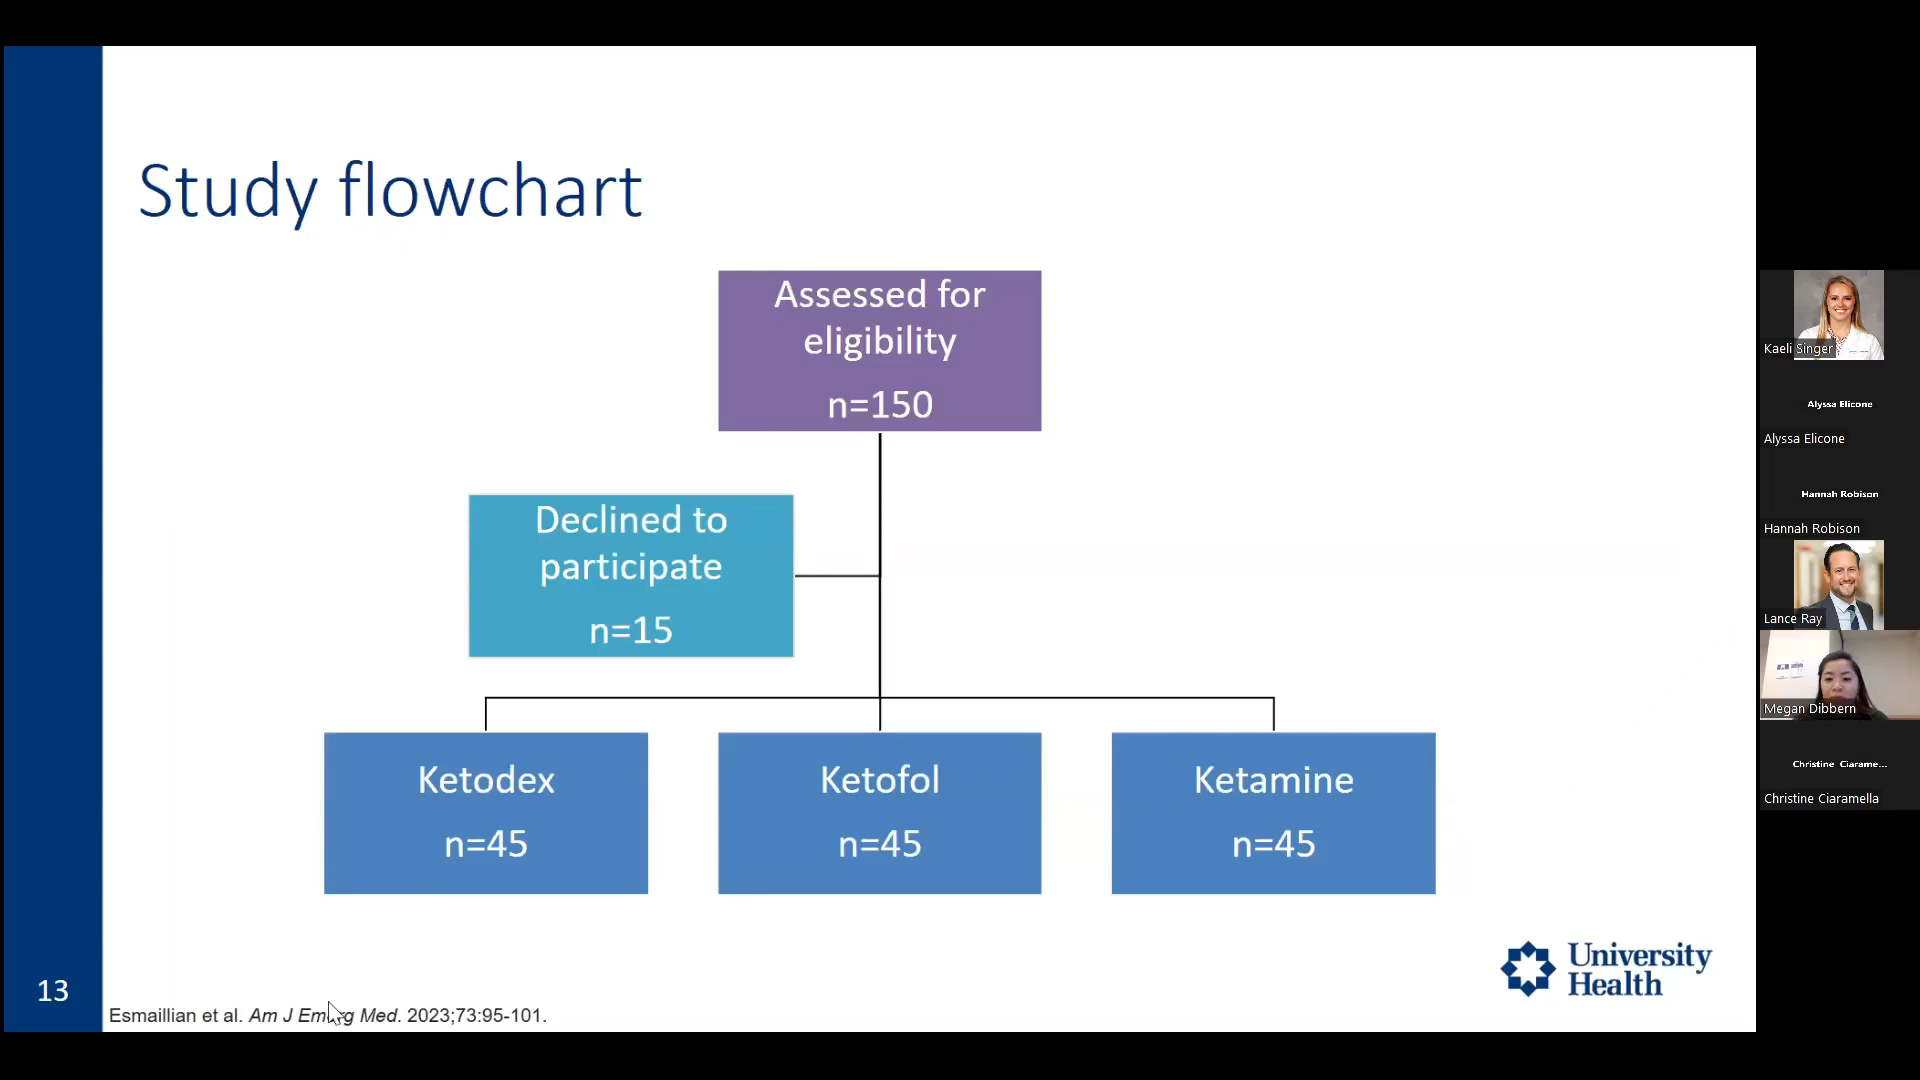 Study flowchart
Assessed for
eligibility
n=150
Declined to
participate
n=15
Ketodex
n=45
Ketofol
n=45
Ketamine
n=45
University
Health
13
Esmaillian et al. Am J Emerg Med. 2023;73:95-101.
Kaeli Singer
Alyssa Elicone
Alyssa Elicone
Hannah Robison
Hannah Robison
Lance Ray
Megan Dibbern
Christine Ciarame...
Christine Ciaramella